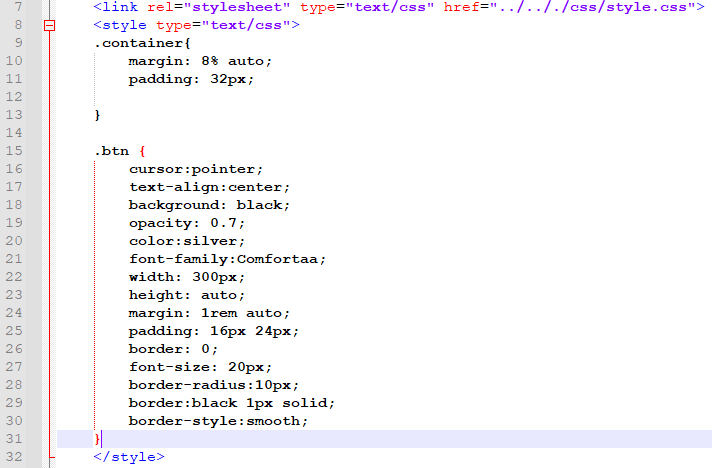 7 <link rel="stylesheet" type="text/css" href="../.././css/style.css">
8 <style type="text/css">
9 .container{
10 margin: 8% auto;
11 padding: 32px;
12
13 }
14
15 .btn {
16 cursor:pointer;
17 text-align:center;
18 background: black;
19 opacity: 0.7;
20 color:silver;
21 font-family:Comfortaa;
22 width: 300px;
23 height: auto;
24 margin: 1rem auto;
25 padding: 16px 24px;
26 border: 0;
27 font-size: 20px;
28 border-radius:10px;
29 border:black 1px solid;
30 border-style:smooth;
31 }
32 </style>